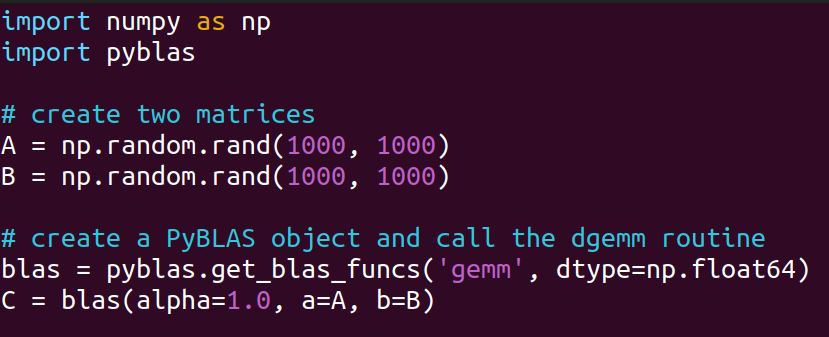 import numpy as np
import pyblas
# create two matrices
A = np.random.rand(1000, 1000)
B = np.random.rand(1000, 1000)
# create a PyBLAS object and call the dgemm routine
blas = pyblas.get_blas_funcs('gemm', dtype=np.float64)
C = blas(alpha=1.0, a=A, b=B)